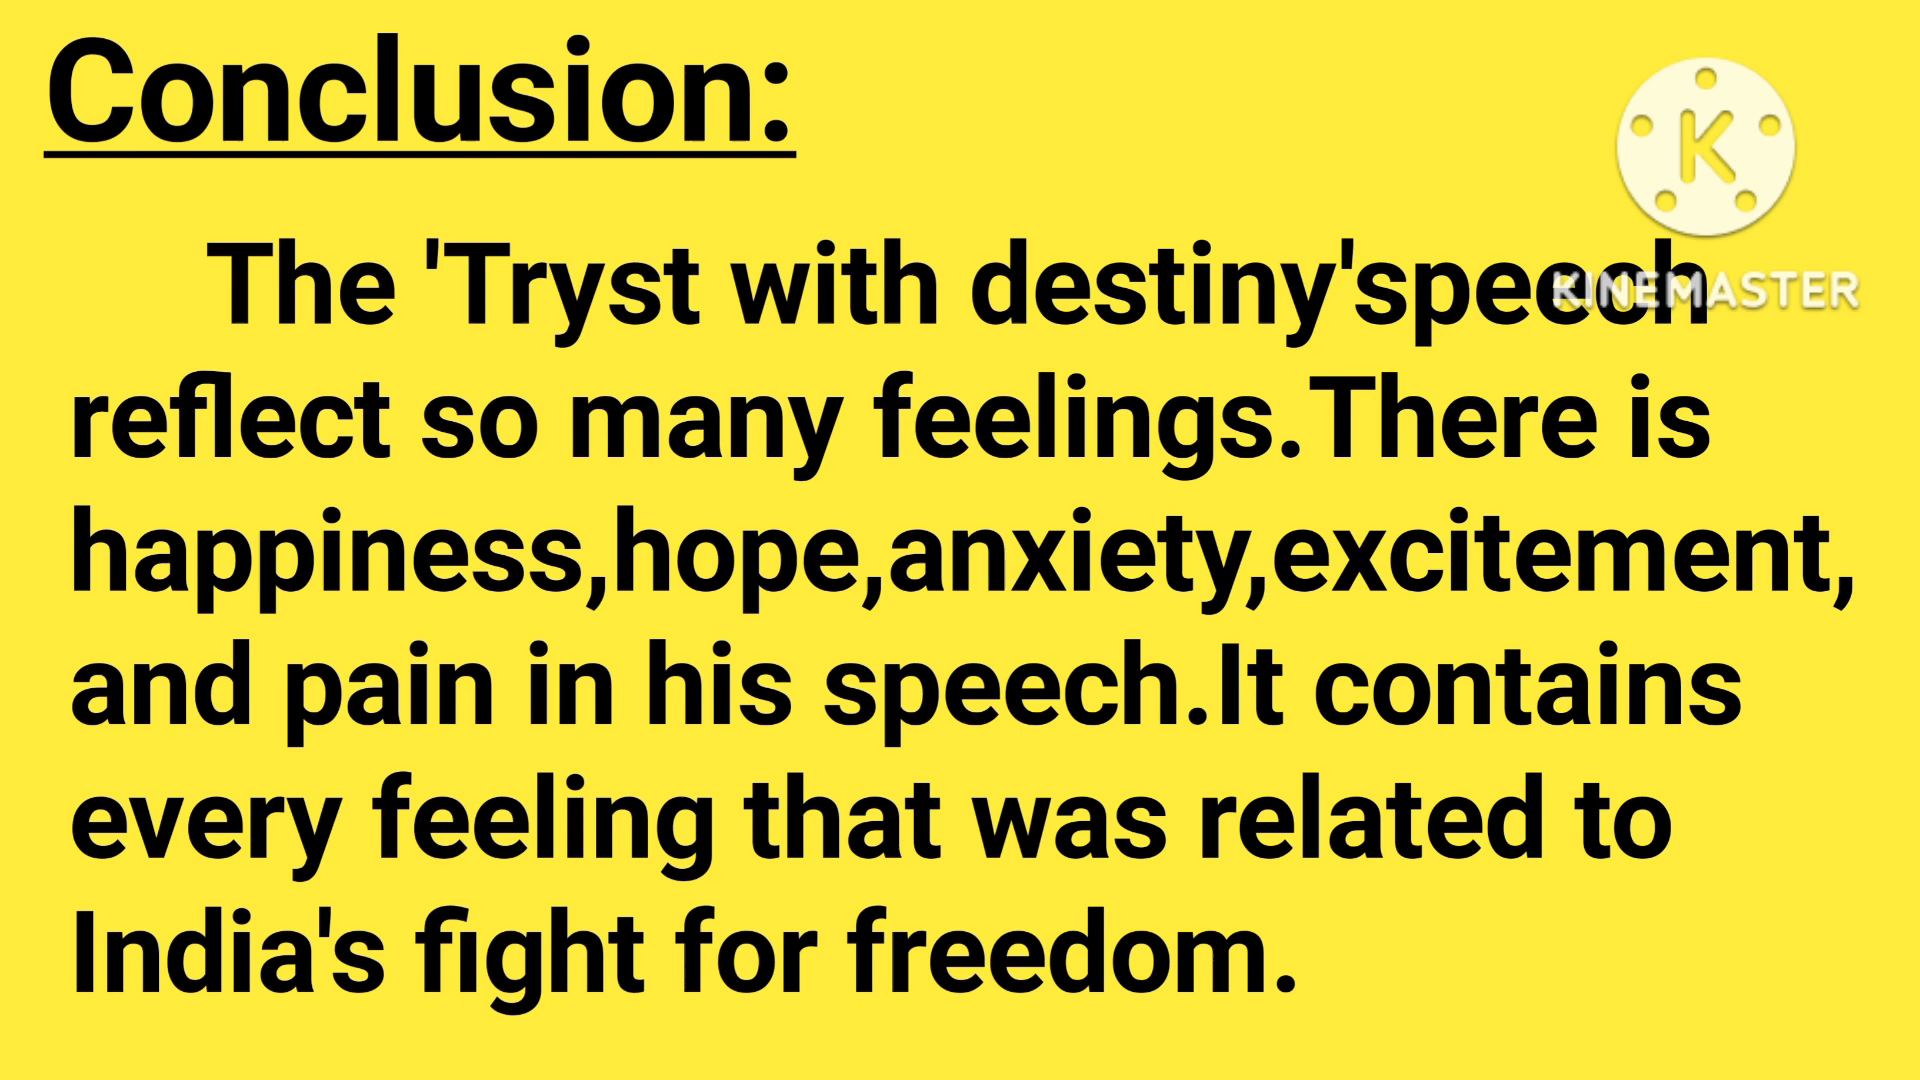 Conclusion:
K
The 'Tryst with destiny'speech
KINEMASTER
reflect so many feelings.There is
happiness,hope,anxiety,excitement,
and pain in his speech.It contains
every feeling that was related to
India's fight for freedom.